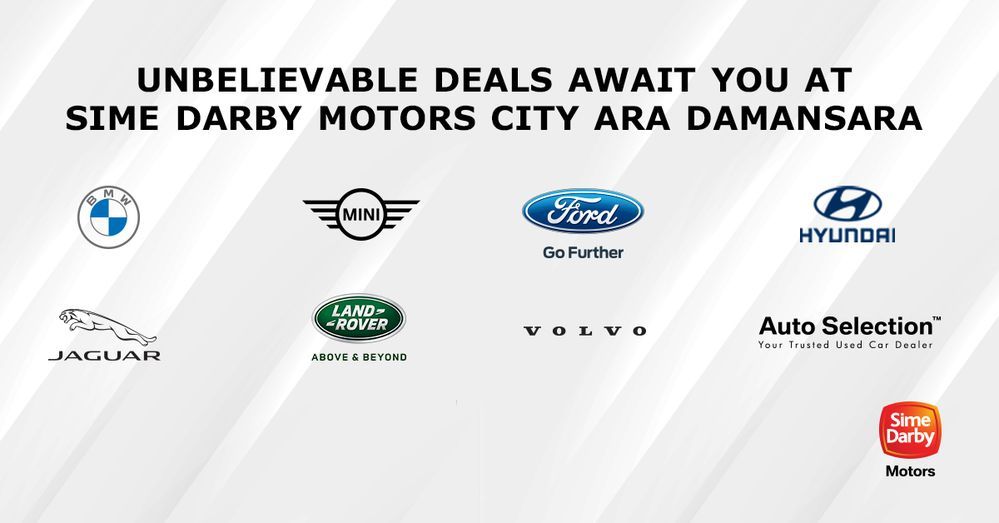 UNBELIEVABLE DEALS AWAIT YOU AT
SIME DARBY MOTORS CITY ARA DAMANSARA
BMW
MINI
Ford
Go Further
HYUNDAI
JAGUAR
LAND
ROVER
ABOVE & BEYOND
VOLVO
Auto Selection™
Your Trusted Used Car Dealer
Sime
Darby
Motors